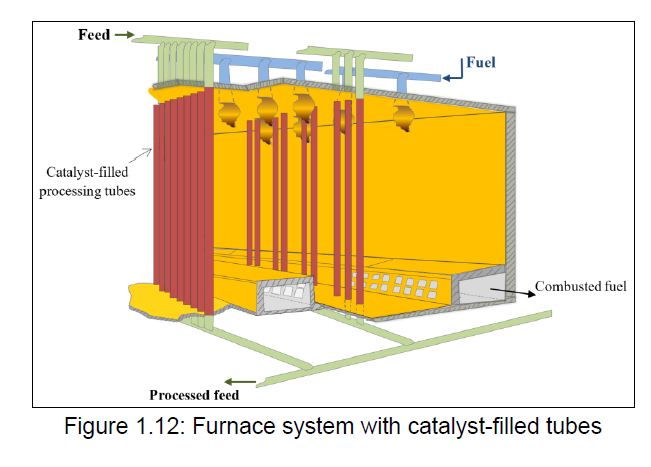 Feed
Fuel
Catalyst-filled
processing tubes
Combusted fuel
Processed feed
Figure 1.12: Furnace system with catalyst-filled tubes